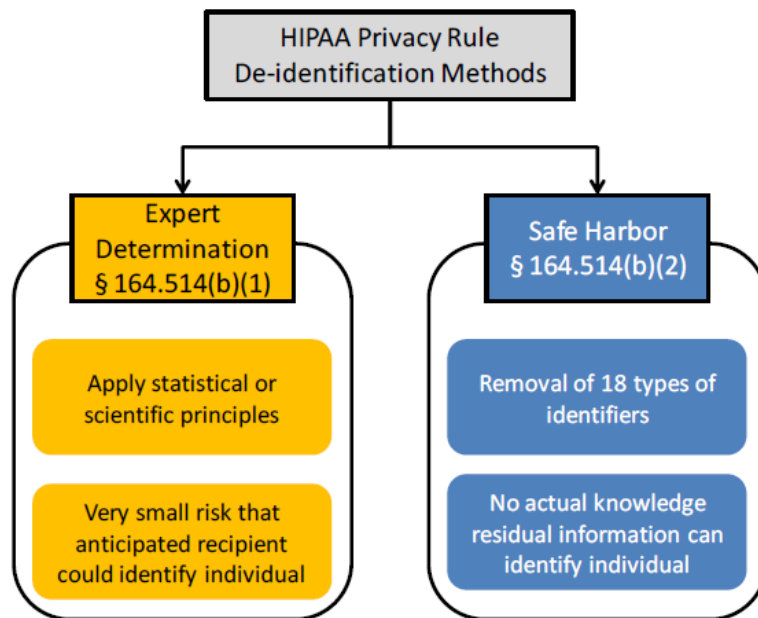 HIPAA Privacy Rule
De-identification Methods
Expert
Determination
§ 164.514(b)(1)
Apply statistical or
scientific principles
Very small risk that
anticipated recipient
could identify individual
Safe Harbor
§ 164.514(b)(2)
Removal of 18 types of
identifiers
No actual knowledge
residual information can
identify individual